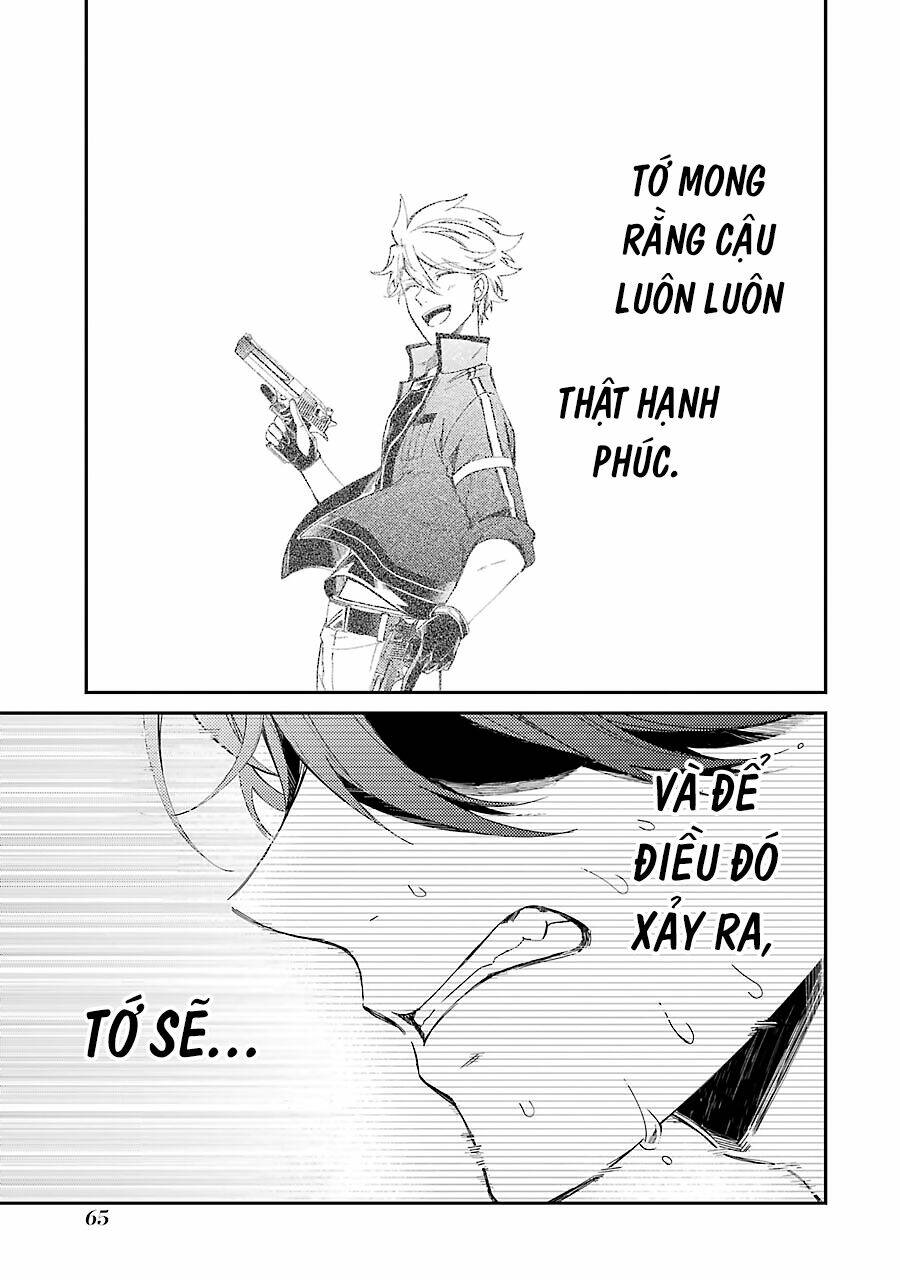 TỚ MONG
RẰNG CẬU
LUÔN LUÔN
THẬT HẠNH
PHÚC.
VÀ ĐỂ
ĐIỀU ĐÓ
XẢY RA,
TỚ SẼ...
65